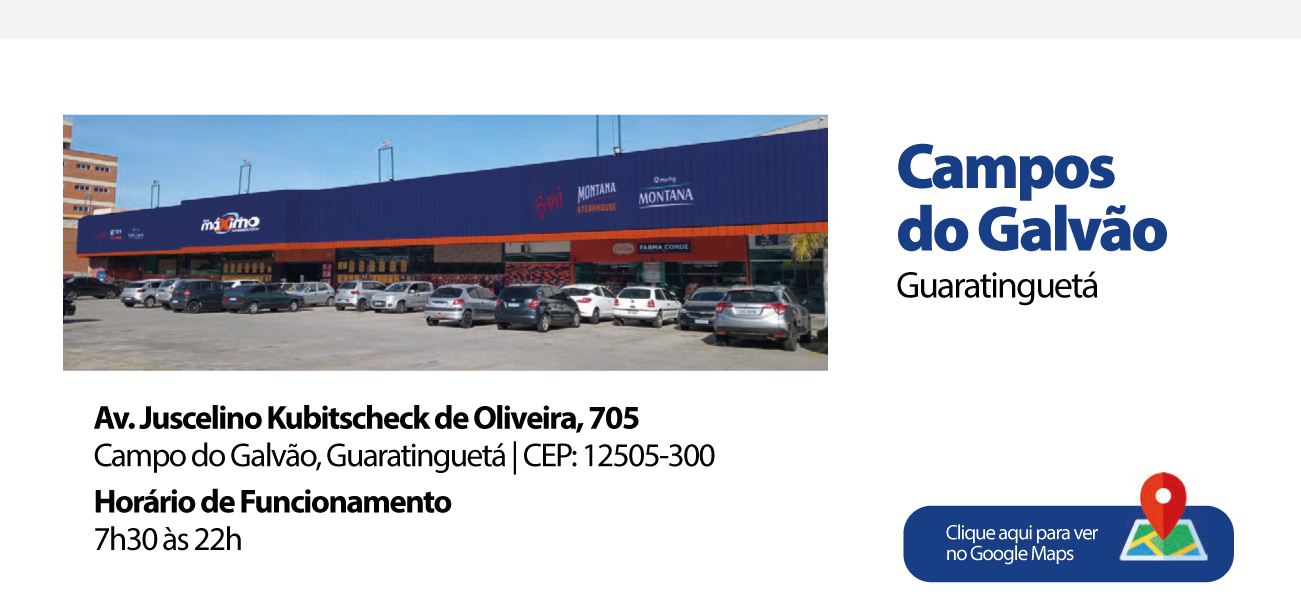 máximo
MONTANA
STEAKHOUSE
MONTANA
FARMA CONDE
Campos
do Galvão
Guaratinguetá
Av. Juscelino Kubitscheck de Oliveira, 705
Campo do Galvão, Guaratinguetá | CEP: 12505-300
Horário de Funcionamento
7h30 às 22h
Clique aqui para ver
no Google Maps